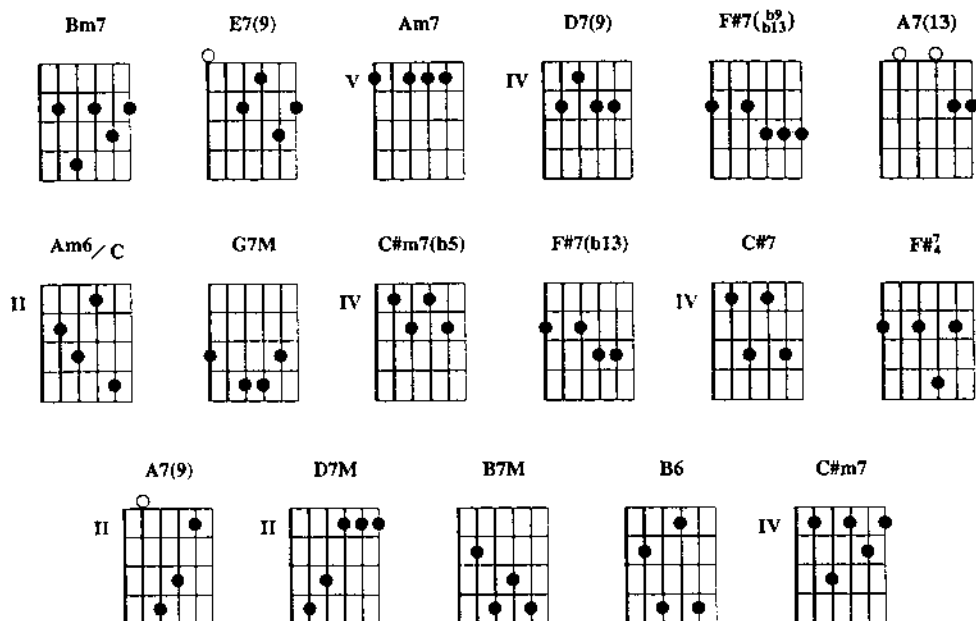 Bm7 E7(9) Am7 D7(9) F#7(b9 b13) A7(13)
V IV
Am6/C G7M C#m7(b5) F#7(b13) C#7 F#7 4
II IV IV
A7(9) D7M B7M B6 C#m7
II II IV